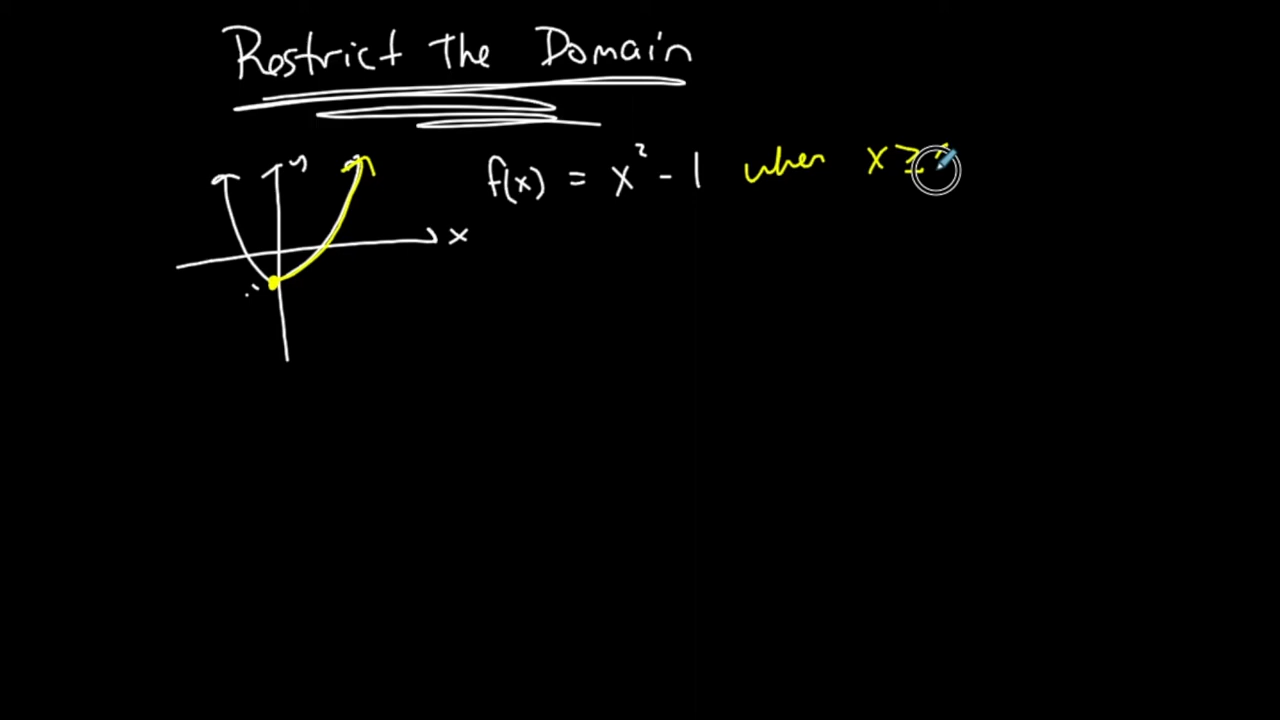 Restrict the Domain
y
f(x) = x² - 1 when x ≥
x